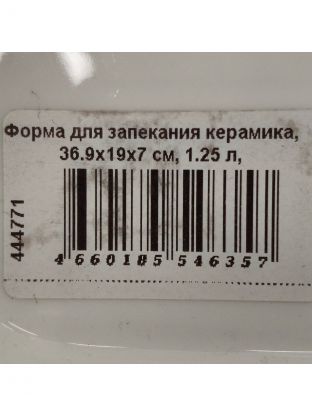 Форма для запекания керамика,
36.9x19x7 см, 1.25 л,
444771
4 660185 546357